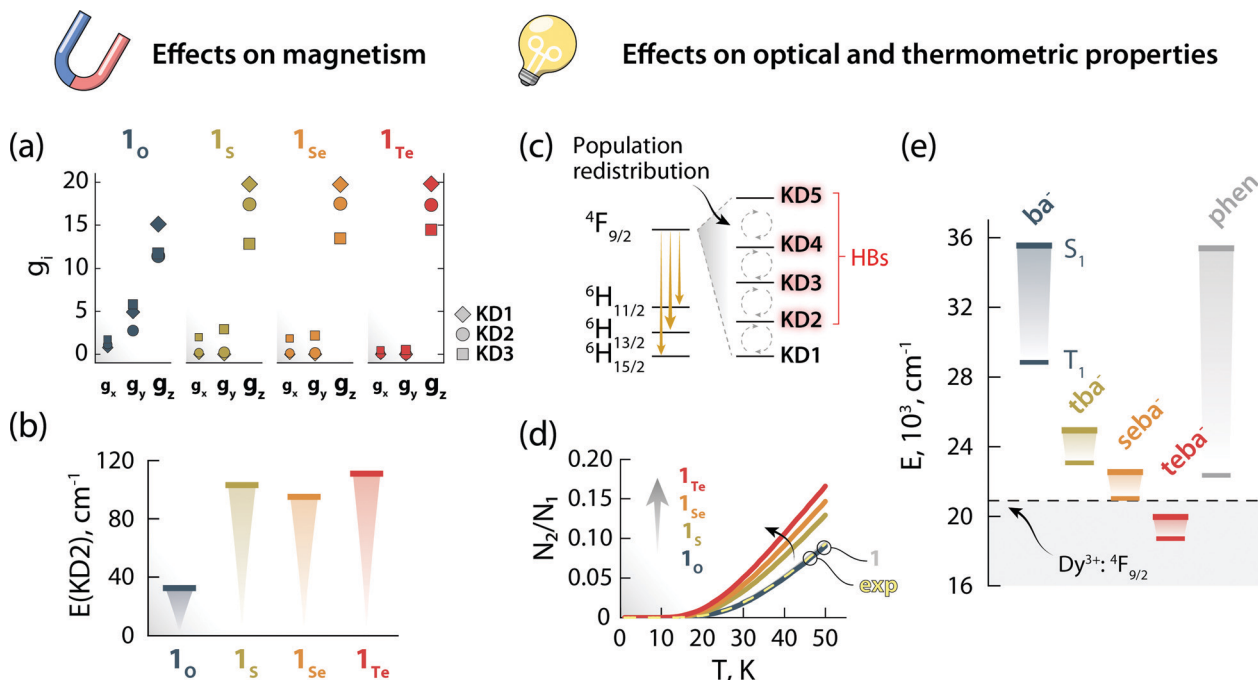 Effects on magnetism
Effects on optical and thermometric properties
(a)
1O 1S 1Se 1Te
20
15
10
5
0
gi
gx gy gz gx gy gz gx gy gz gx gy gz
KD1
KD2
KD3
(b)
120
80
40
0
E(KD2), cm-1
1O 1S 1Se 1Te
(c)
Population
redistribution
4F9/2
6H11/2
6H13/2
6H15/2
KD5
KD4
KD3
KD2
KD1
HBs
(d)
0.20
0.15
0.10
0.05
0
N2/N1
1Te
1Se
1S
1O
1
exp
0 10 20 30 40 50
T, K
(e)
36
32
28
24
20
16
E, 10³, cm-1
ba-
S1
T1
tba-
seba-
teba-
phen
Dy3+: 4F9/2